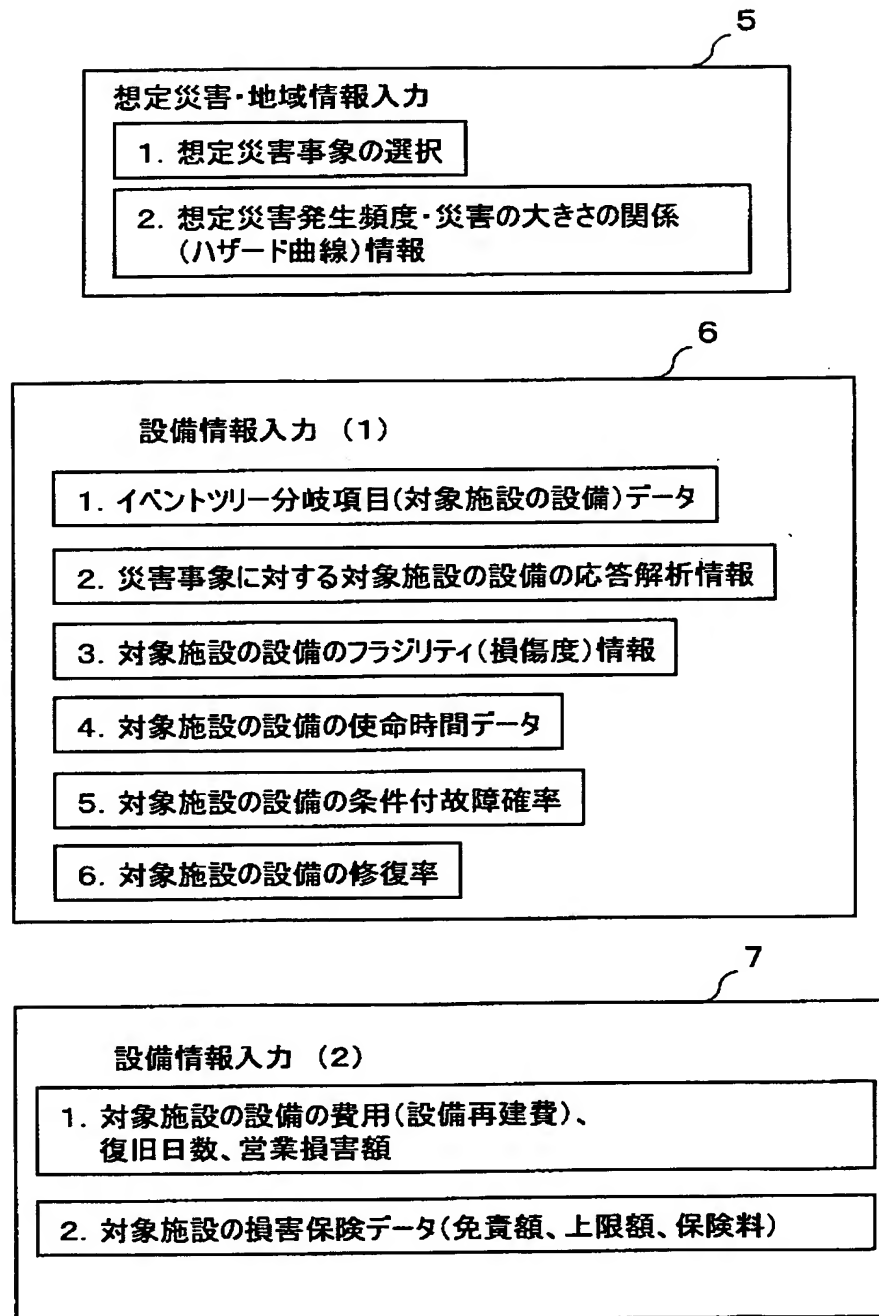 5
想定災害・地域情報入力
1. 想定災害事象の選択
2. 想定災害発生頻度・災害の大きさの関係
(ハザード曲線)情報
6
設備情報入力 (1)
1. イベントツリー分岐項目(対象施設の設備)データ
2. 災害事象に対する対象施設の設備の応答解析情報
3. 対象施設の設備のフラジリティ(損傷度)情報
4. 対象施設の設備の使命時間データ
5. 対象施設の設備の条件付故障確率
6. 対象施設の設備の修復率
7
設備情報入力 (2)
1. 対象施設の設備の費用(設備再建費)、
復旧日数、営業損害額
2. 対象施設の損害保険データ(免責額、上限額、保険料)